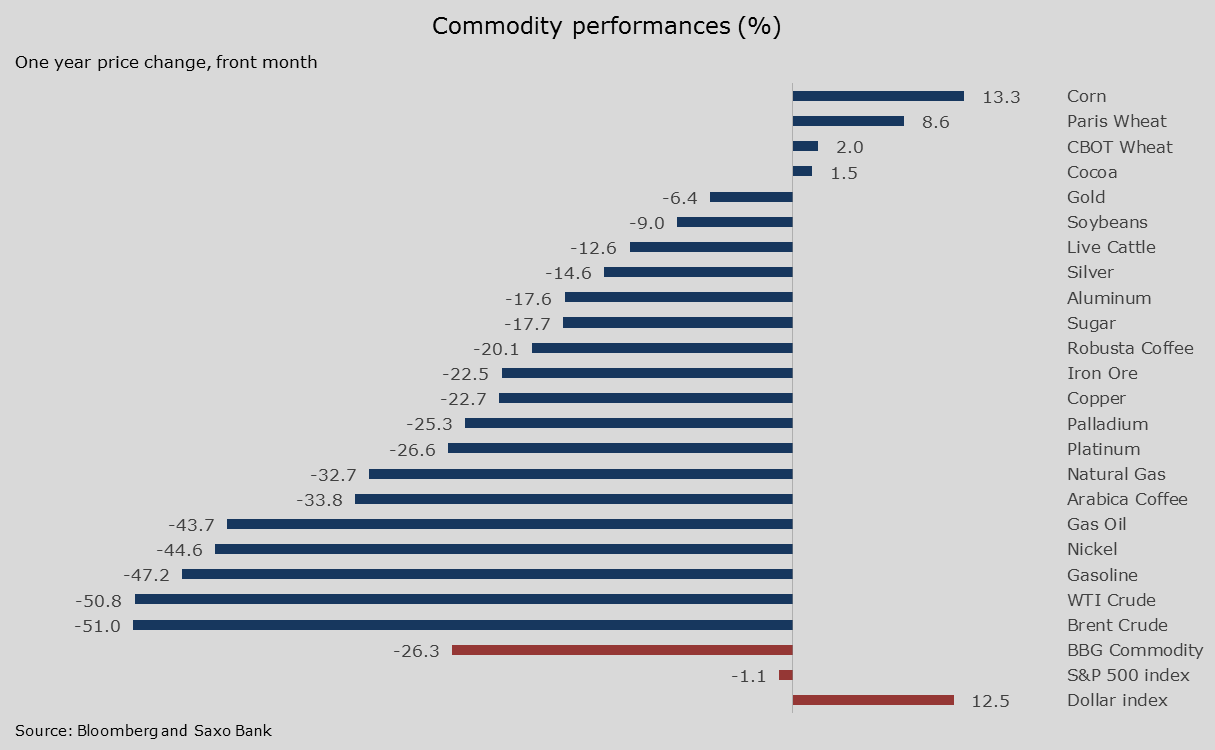 Commodity performances (%)
One year price change, front month
13.3 Corn
8.6 Paris Wheat
2.0 CBOT Wheat
1.5 Cocoa
-6.4 Gold
-9.0 Soybeans
-12.6 Live Cattle
-14.6 Silver
-17.6 Aluminum
-17.7 Sugar
-20.1 Robusta Coffee
-22.5 Iron Ore
-22.7 Copper
-25.3 Palladium
-26.6 Platinum
-32.7 Natural Gas
-33.8 Arabica Coffee
-43.7 Gas Oil
-44.6 Nickel
-47.2 Gasoline
-50.8 WTI Crude
-51.0 Brent Crude
-26.3 BBG Commodity
-1.1 S&P 500 index
12.5 Dollar index
Source: Bloomberg and Saxo Bank